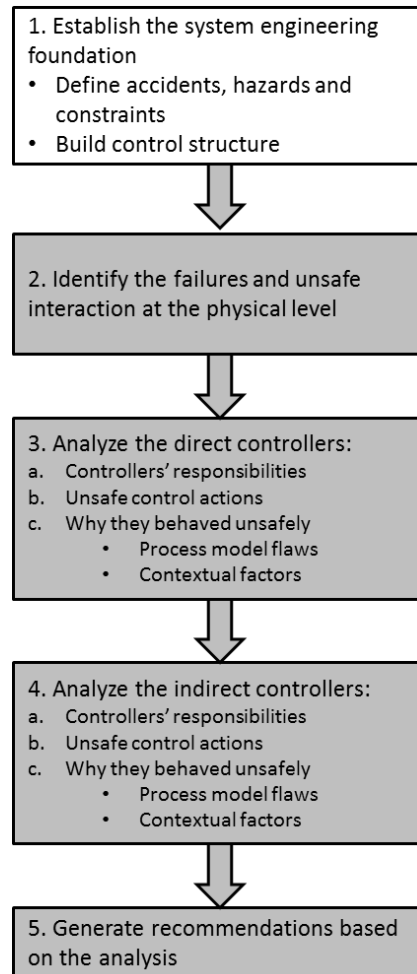 1. Establish the system engineering
foundation
• Define accidents, hazards and
constraints
• Build control structure
2. Identify the failures and unsafe
interaction at the physical level
3. Analyze the direct controllers:
a. Controllers' responsibilities
b. Unsafe control actions
c. Why they behaved unsafely
• Process model flaws
• Contextual factors
4. Analyze the indirect controllers:
a. Controllers' responsibilities
b. Unsafe control actions
c. Why they behaved unsafely
• Process model flaws
• Contextual factors
5. Generate recommendations based
on the analysis